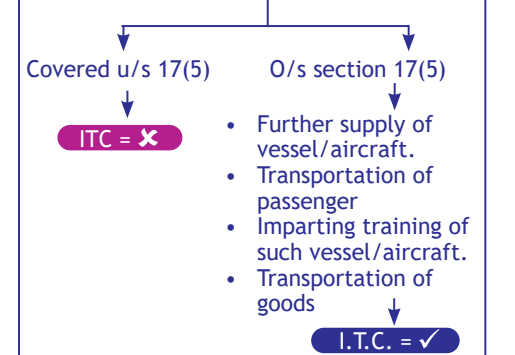 Covered u/s 17(5)
ITC = ✘
O/s section 17(5)
• Further supply of
vessel/aircraft.
• Transportation of
passenger
• Imparting training of
such vessel/aircraft.
• Transportation of
goods
I.T.C. = ✓